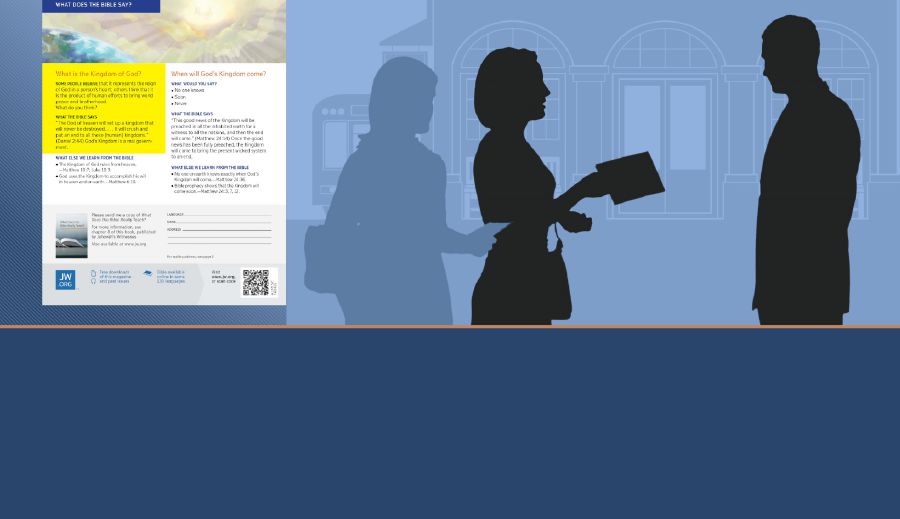 WHAT DOES THE BIBLE SAY?
What is the Kingdom of God?
SOME PEOPLE BELIEVE that it represents the reign
of God in a person's heart; others think that it
is the product of human efforts to bring world
peace and brotherhood.
What do you think?
WHAT THE BIBLE SAYS
"The God of heaven will set up a kingdom that
will never be destroyed. . . . It will crush and
put an end to all these [human] kingdoms."
(Daniel 2:44) God's Kingdom is a real govern-
ment.
WHAT ELSE WE LEARN FROM THE BIBLE
• The Kingdom of God rules from heaven.
—Matthew 10:7; Luke 10:9.
• God uses the Kingdom to accomplish his will
in heaven and on earth.—Matthew 6:10.
When will God's Kingdom come?
WHAT WOULD YOU SAY?
• No one knows
• Soon
• Never
WHAT THE BIBLE SAYS
"This good news of the Kingdom will be
preached in all the inhabited earth for a
witness to all the nations, and then the end
will come." (Matthew 24:14) Once the good
news has been fully preached, the Kingdom
will come to bring the present wicked system
to an end.
WHAT ELSE WE LEARN FROM THE BIBLE
• No one on earth knows exactly when God's
Kingdom will come.—Matthew 24:36.
• Bible prophecy shows that the Kingdom will
come soon.—Matthew 24:3, 7, 12.
Please send me a copy of What
Does the Bible Really Teach?
For more information, see
chapter 8 of this book, published
by Jehovah's Witnesses
Also available at www.jw.org
LANGUAGE
NAME
ADDRESS
JW
.ORG
Free downloads
of this magazine
and past issues
Bible available
online in some
130 languages
Visit
www.jw.org
or scan code